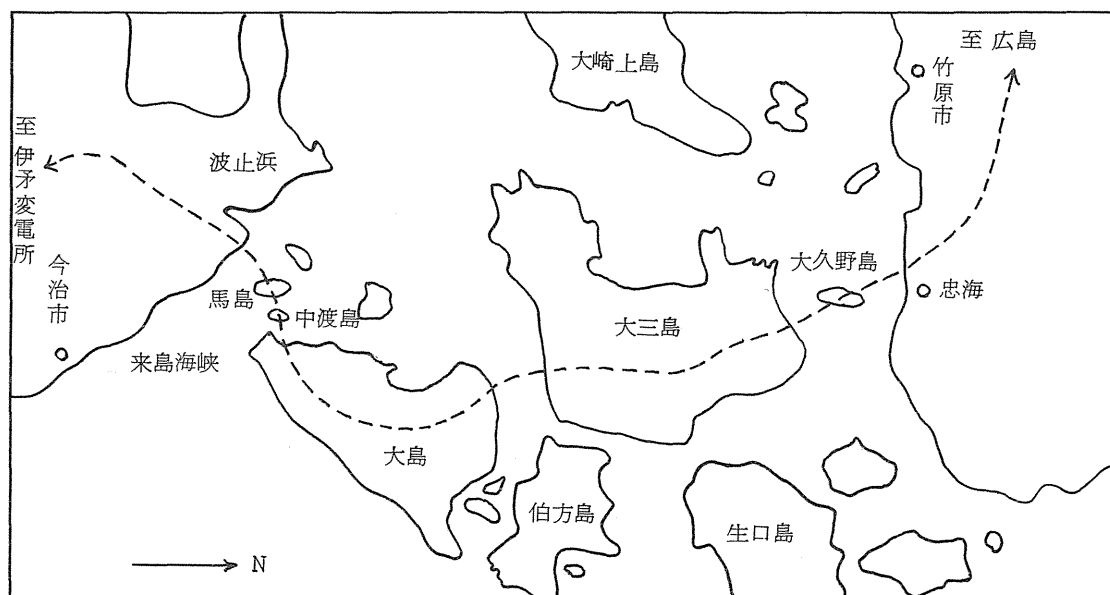 至広島
竹原市
大崎上島
至伊矛変電所
波止浜
今治市
馬島
中渡島
来島海峡
大久野島
忠海
大三島
大島
伯方島
生口島
N